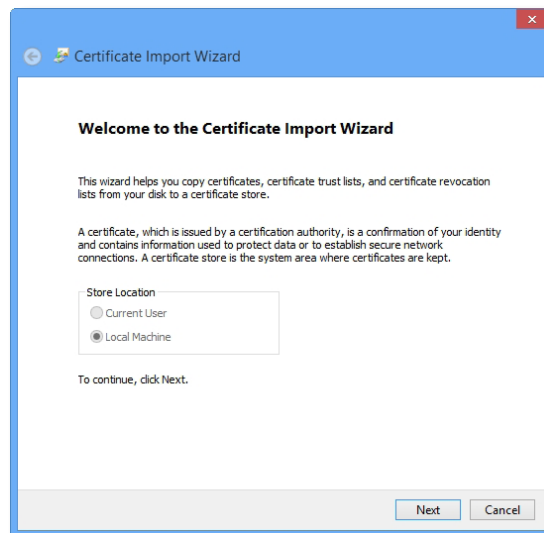 Certificate Import Wizard
Welcome to the Certificate Import Wizard
This wizard helps you copy certificates, certificate trust lists, and certificate revocation
lists from your disk to a certificate store.
A certificate, which is issued by a certification authority, is a confirmation of your identity
and contains information used to protect data or to establish secure network
connections. A certificate store is the system area where certificates are kept.
Store Location
Current User
Local Machine
To continue, click Next.
Next Cancel